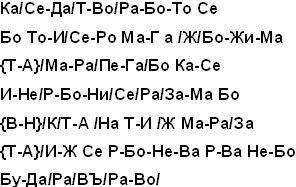 Ка/Се-Да/Т-Во/Ра-Бо-То Се
Бо То-И/Се-Ро Ма-Г а /Ж/Бо-Жи-Ма
{Т-А}/Ма-Ра/Пе-Га/Бо Ка-Се
И-Не/Р-Бо-Ни/Се/Ра/За-Ма Бо
{В-Н}/К/Т-А /На Т-И /Ж Ма-Ра/За
{Т-А}/И-Ж Се Р-Бо-Не-Ва Р-Ва Не-Бо
Бу-Да/Ра/ВЪ/Ра-Во/